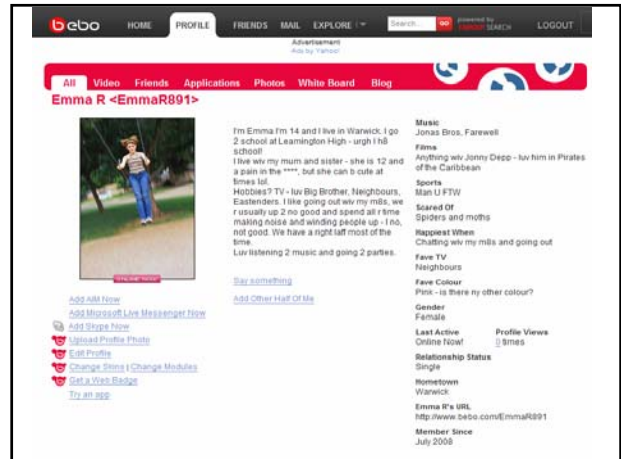 bebo HOME PROFILE FRIENDS MAIL EXPLORE Search... GO powered by SEARCH LOGOUT
Advertisement
Ads by Yahoo!
All Video Friends Applications Photos White Board Blog
Emma R <EmmaR891>
I'm Emma I'm 14 and I live in Warwick. I go
2 school at Leamington High - urgh I h8
school!
I live wiv my mum and sister - she is 12 and
a pain in the ****, but she can b cute at
times lol.
Hobbies? TV - luv Big Brother, Neighbours,
Eastenders. I like going out wiv my m8s, we
r usually up 2 no good and spend all r time
making noise and winding people up - I no,
not good. We have a right laff most of the
time.
Luv listening 2 music and going 2 parties.
Say something
Add Other Half Of Me
ONLINE NOW
Add AIM Now
Add Microsoft Live Messenger Now
Add Skype Now
Upload Profile Photo
Edit Profile
Change Skins | Change Modules
Get a Web Badge
Try an app
Music
Jonas Bros, Farewell
Films
Anything wiv Jonny Depp - luv him in Pirates
of the Caribbean
Sports
Man U FTW
Scared Of
Spiders and moths
Happiest When
Chatting wiv my m8s and going out
Fave TV
Neighbours
Fave Colour
Pink - is there ny other colour?
Gender
Female
Last Active Profile Views
Online Now! 0 times
Relationship Status
Single
Hometown
Warwick
Emma R's URL
http://www.bebo.com/EmmaR891
Member Since
July 2008